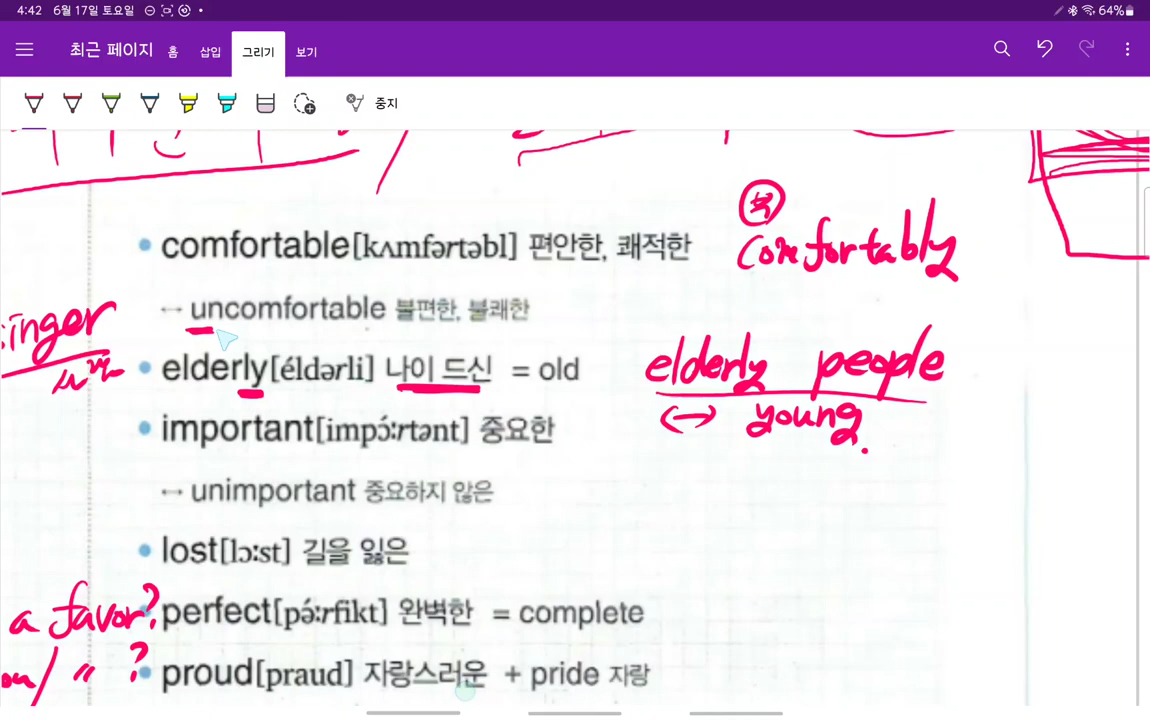 4:42 6월 17일 토요일 64%
최근 페이지 홈 삽입 그리기 보기
중지
comfortable[kʌmfərtəbl] 편안한, 쾌적한
부
comfortably
↔ uncomfortable 불편한, 불쾌한
inger
elderly[éldərli] 나이 드신 = old
elderly people
↔ young.
important[impɔ́ːrtənt] 중요한
↔ unimportant 중요하지 않은
lost[lɔːst] 길을 잃은
a favor?
perfect[pə́ːrfikt] 완벽한 = complete
ou/ 〃 ?
proud[praud] 자랑스러운 + pride 자랑